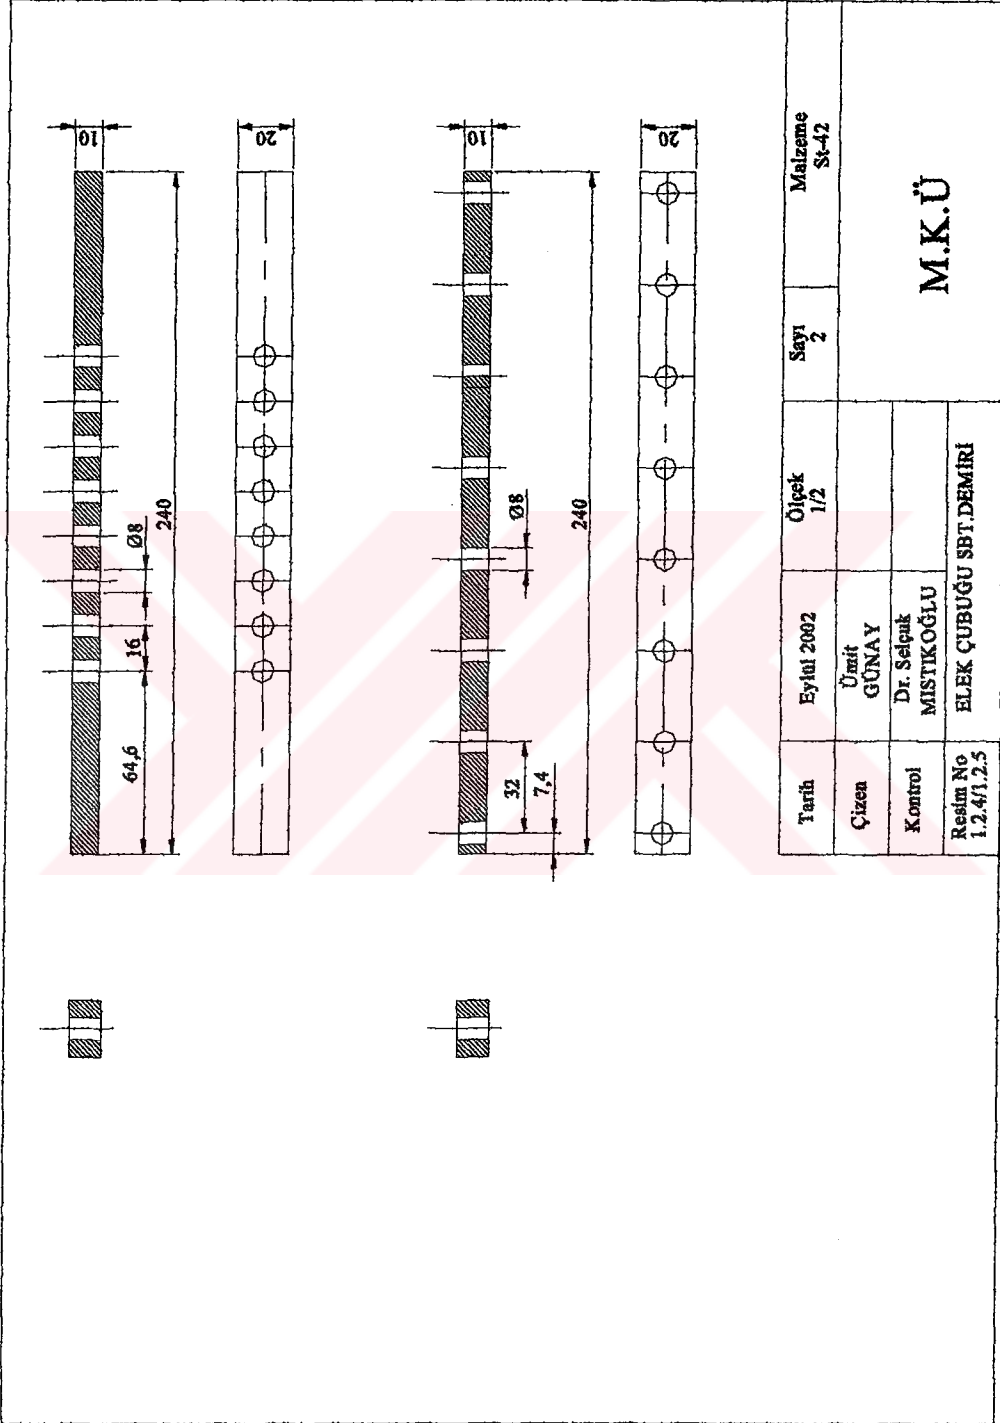 10
240
Ø8
16
64,6
20
10
Ø8
240
32
7,4
20
Tarih
Eylül 2002
Ölçek
1/2
Sayı
2
Malzeme
St-42
Çizen
Ümit
GÜNAY
Kontrol
Dr. Selçuk
MISTIKOĞLU
M.K.Ü
Resim No
1.2.4/1.2.5
ELEK ÇUBUĞU SBT.DEMİRİ